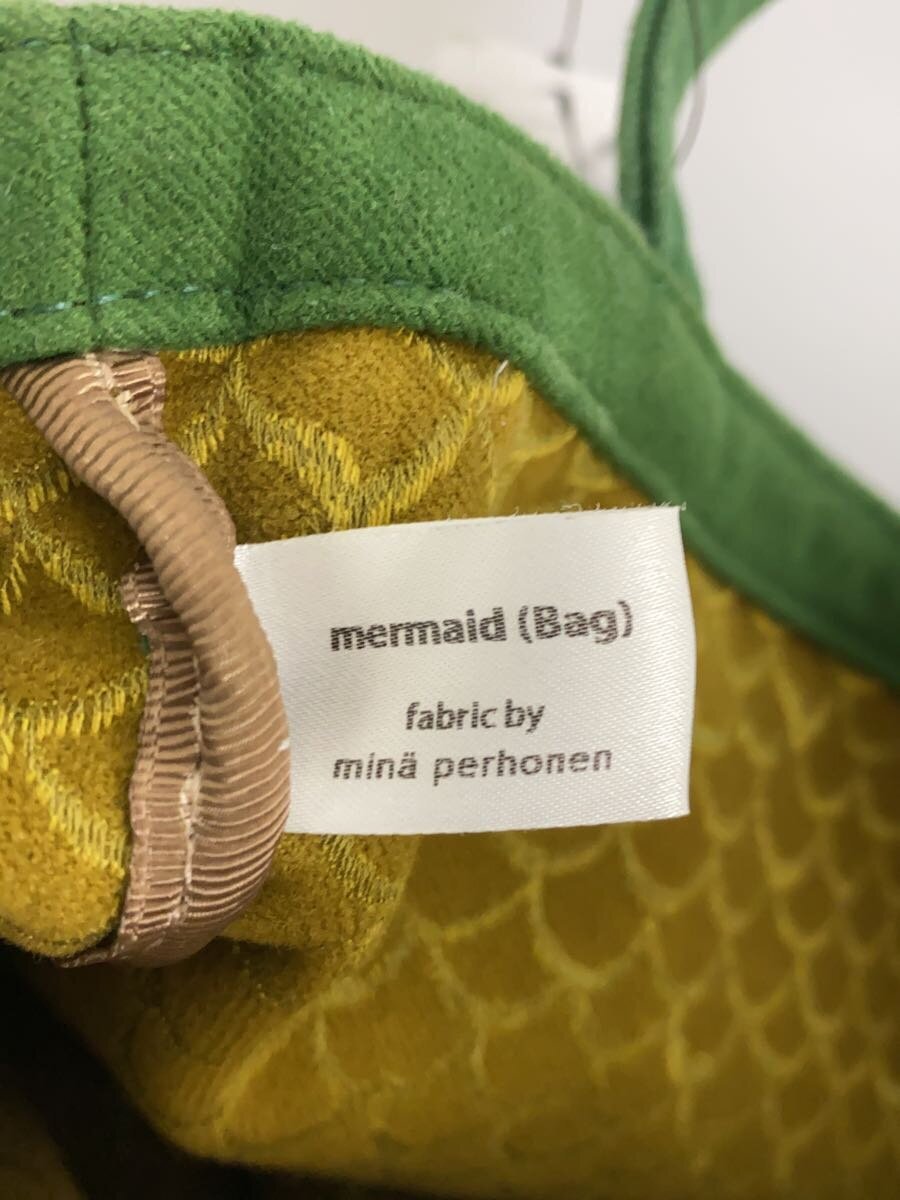 mermaid (Bag)
fabric by
minä perhonen